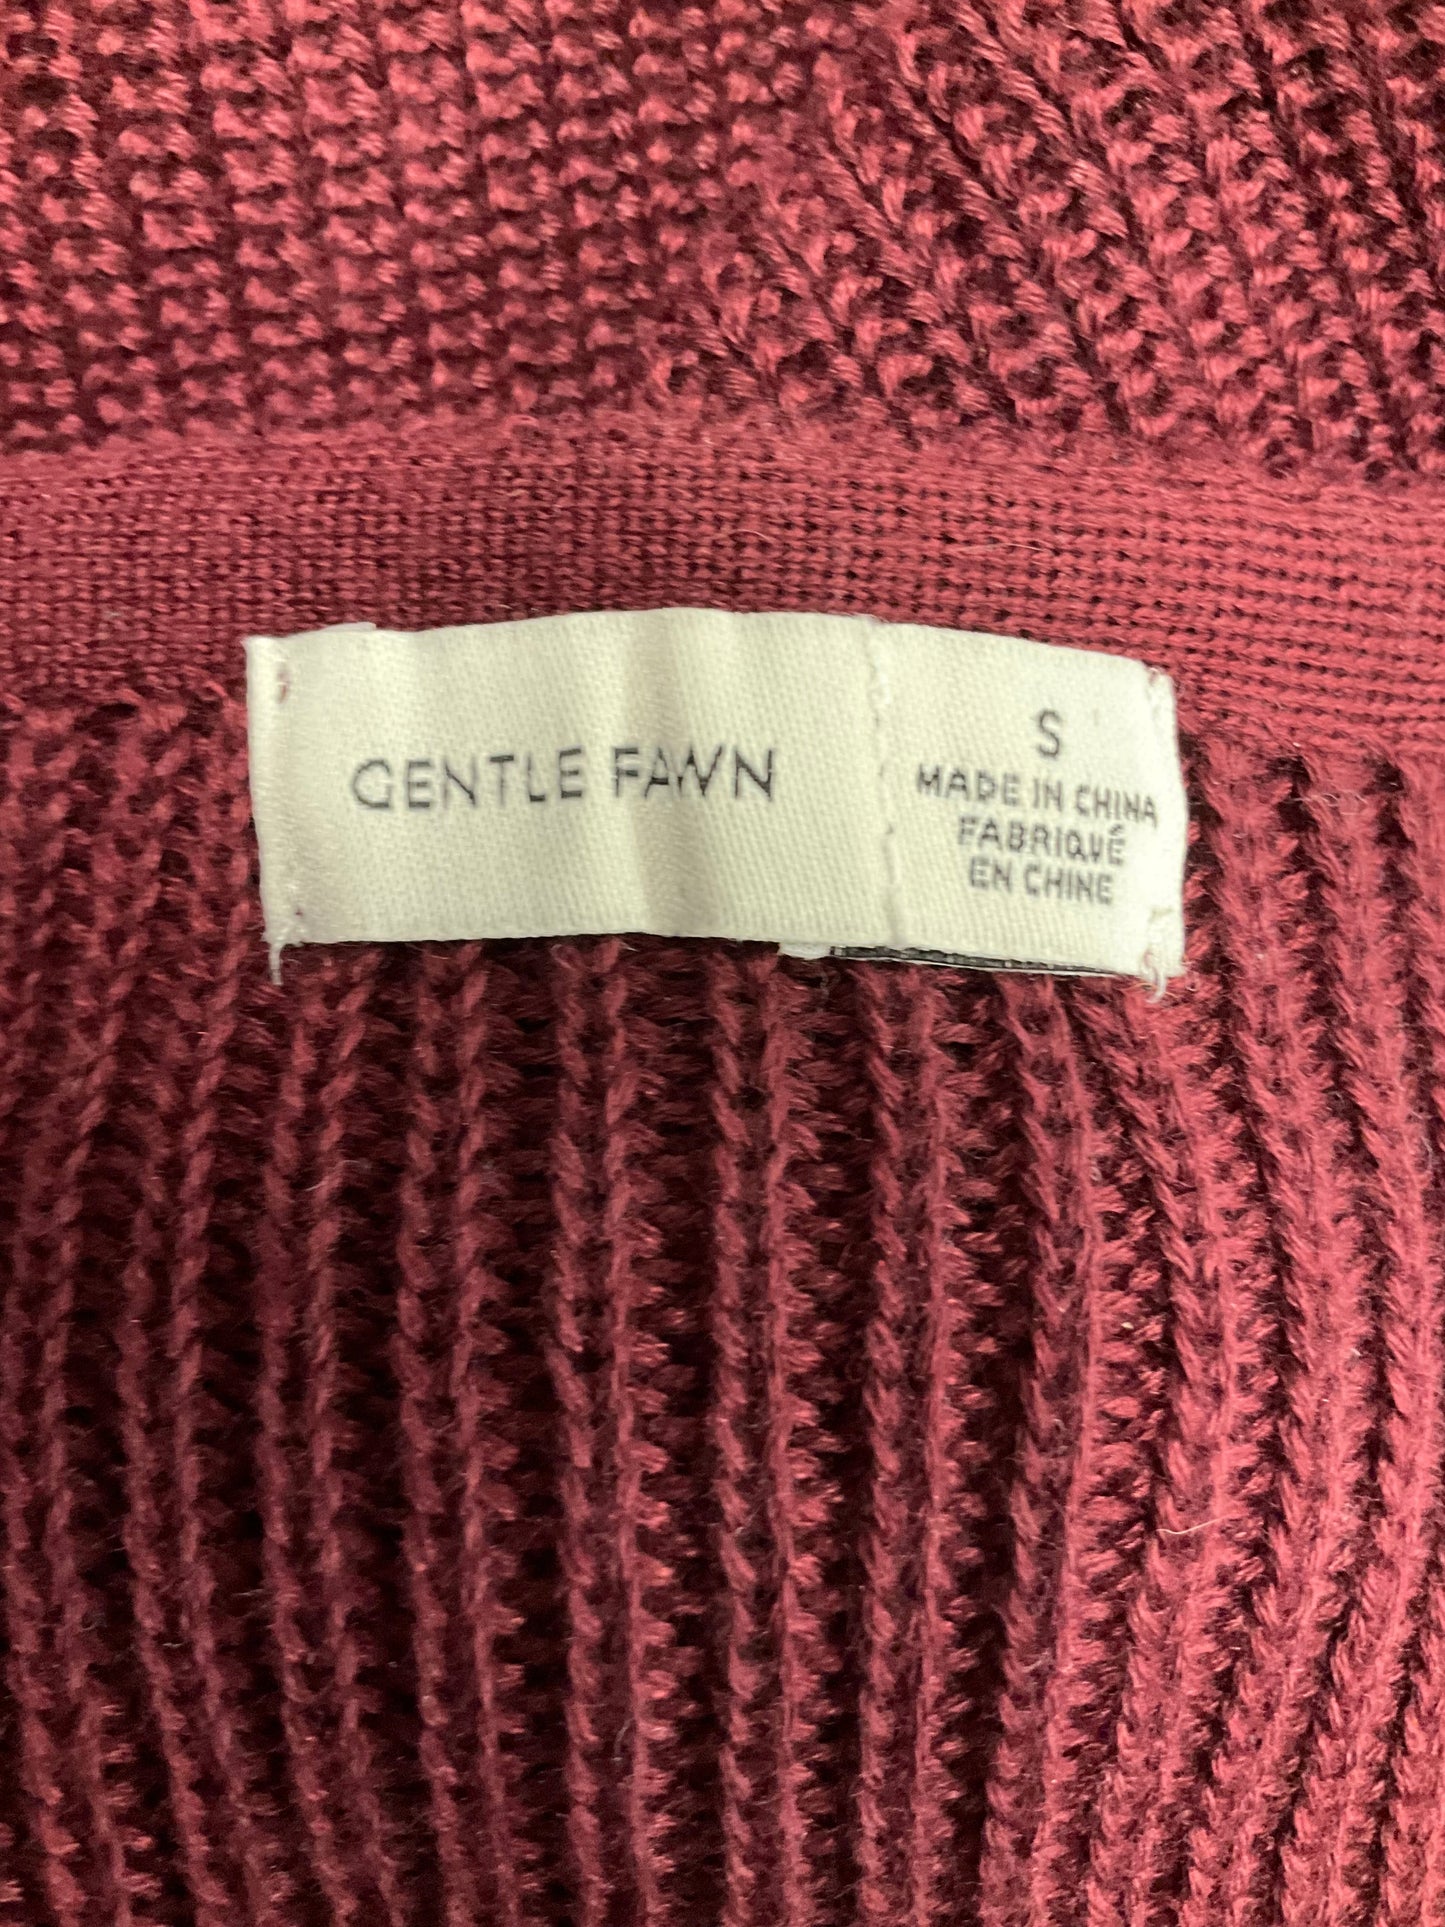 GENTLE FAWN
S
MADE IN CHINA
FABRIQUÉ
EN CHINE